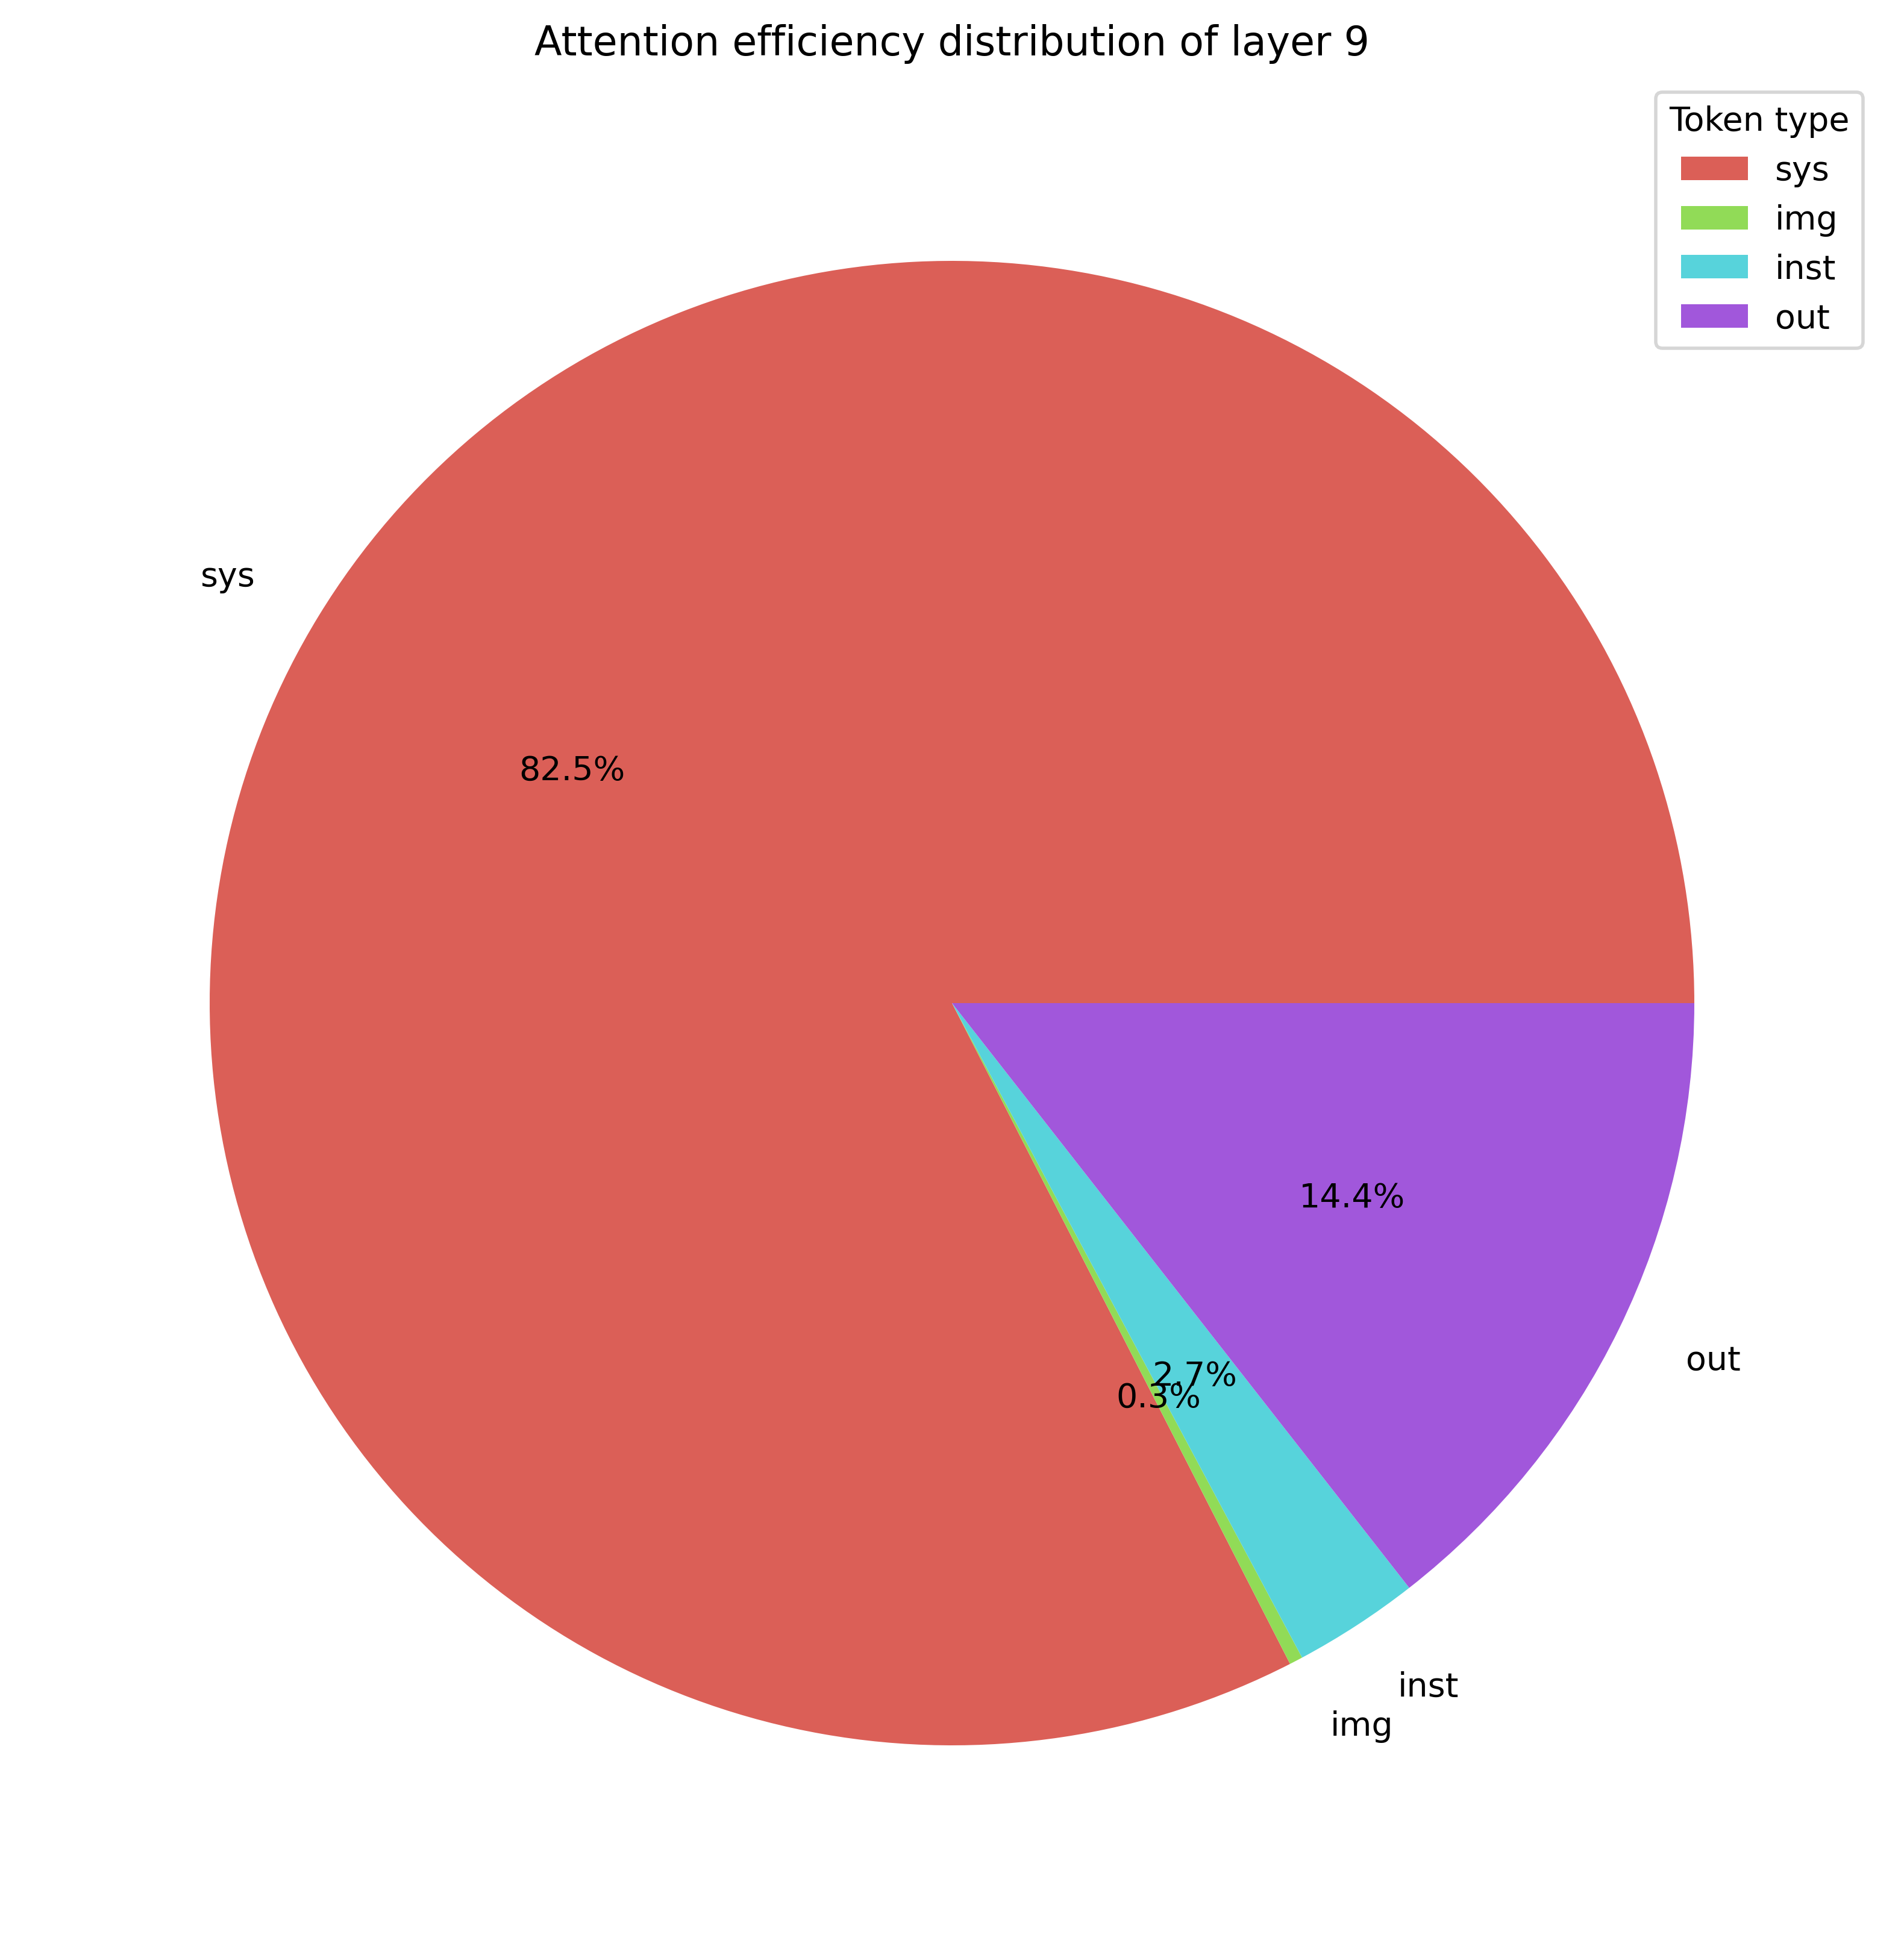 Attention efficiency distribution of layer 9
Token type
sys
img
inst
out
sys
82.5%
14.4%
out
2.7%
0.3%
inst
img